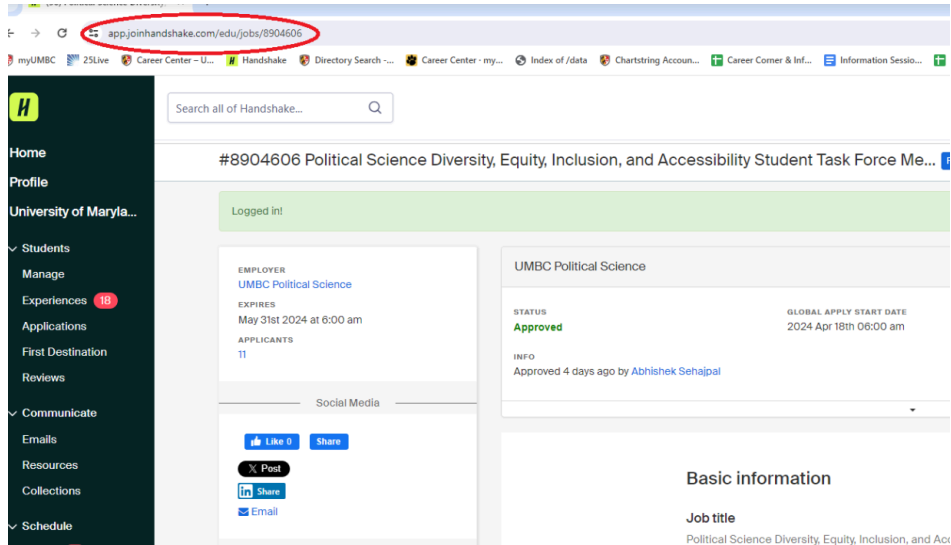 app.joinhandshake.com/edu/jobs/8904606
myUMBC 25Live Career Center – U... Handshake Directory Search -... Career Center · my... Index of /data Chartstring Accoun... Career Corner & Inf... Information Sessio...
H
Search all of Handshake...
Home
Profile
University of Maryla...
Students
Manage
Experiences 18
Applications
First Destination
Reviews
Communicate
Emails
Resources
Collections
Schedule
#8904606 Political Science Diversity, Equity, Inclusion, and Accessibility Student Task Force Me...
Logged in!
EMPLOYER
UMBC Political Science
EXPIRES
May 31st 2024 at 6:00 am
APPLICANTS
11
Social Media
Like 0 Share
X Post
in Share
Email
UMBC Political Science
STATUS
Approved
GLOBAL APPLY START DATE
2024 Apr 18th 06:00 am
INFO
Approved 4 days ago by Abhishek Sehajpal
Basic information
Job title
Political Science Diversity, Equity, Inclusion, and Acc